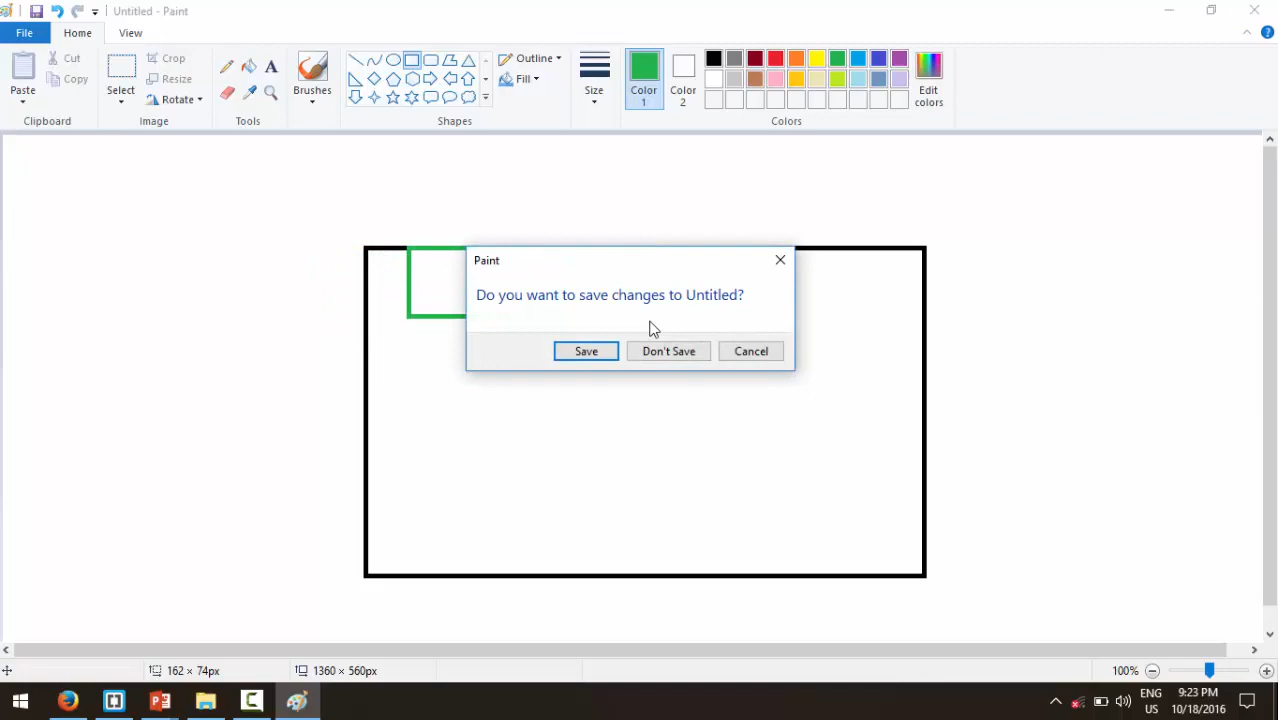 Untitled - Paint
File Home View
Paste
Cut
Copy
Clipboard
Select
Crop
Resize
Rotate
Image
A
Tools
Brushes
Outline
Fill
Shapes
Size
Color
1
Color
2
Edit
colors
Colors
Paint
Do you want to save changes to Untitled?
Save Don't Save Cancel
162 × 74px 1360 × 560px 100%
ENG
US
9:23 PM
10/18/2016